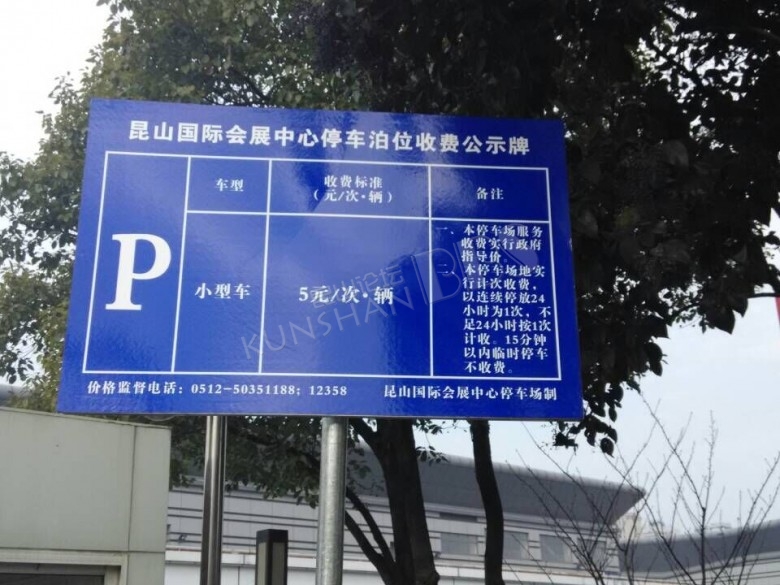 昆山国际会展中心停车泊位收费公示牌
P
车型
收费标准
(元/次·辆)
备注
小型车
5元/次·辆
一、本停车场服务
收费实行政府
指导价。
二、本停车场地实
行计次收费,
以连续停放24
小时为1次,不
足24小时按1次
计收。15分钟
以内临时停车
不收费。
价格监督电话:0512-50351188;12358
昆山国际会展中心停车场制
KUNSHAN